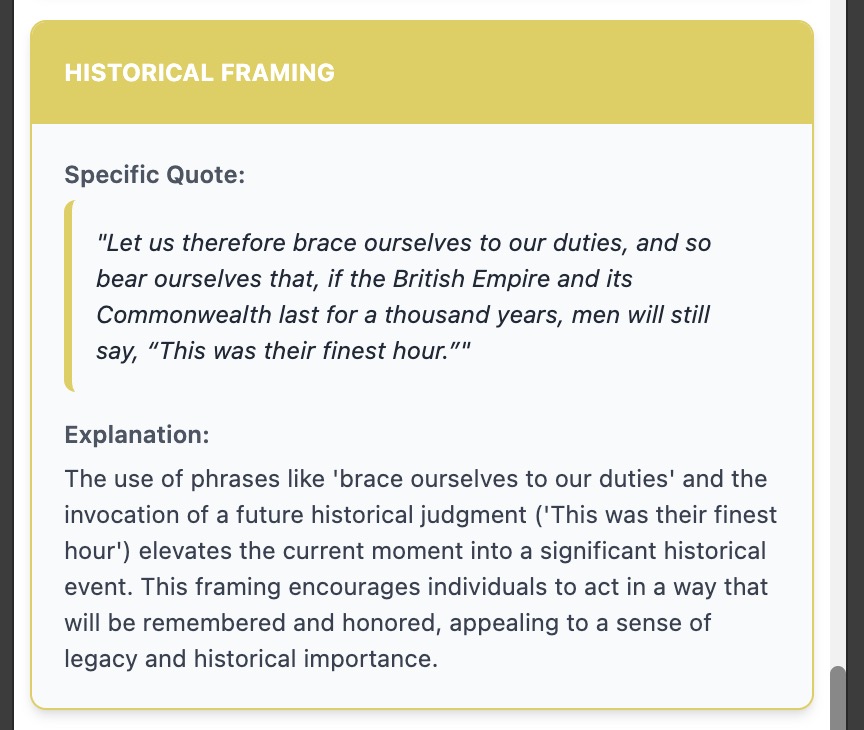 HISTORICAL FRAMING
Specific Quote:
"Let us therefore brace ourselves to our duties, and so
bear ourselves that, if the British Empire and its
Commonwealth last for a thousand years, men will still
say, “This was their finest hour.”"
Explanation:
The use of phrases like 'brace ourselves to our duties' and the
invocation of a future historical judgment ('This was their finest
hour') elevates the current moment into a significant historical
event. This framing encourages individuals to act in a way that
will be remembered and honored, appealing to a sense of
legacy and historical importance.